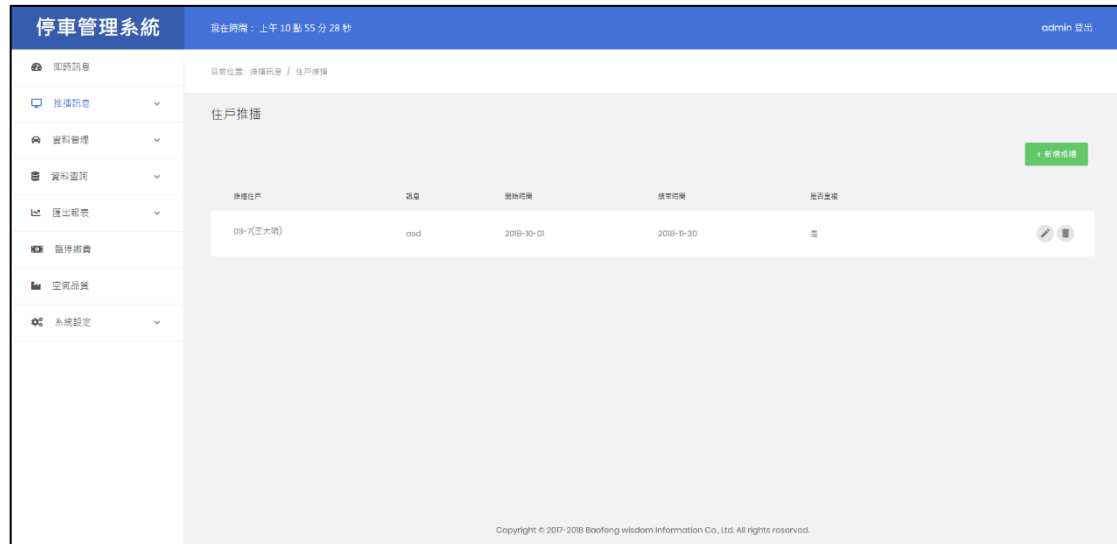 停車管理系統
現在時間： 上午 10 點 55 分 28 秒
admin 登出
即時訊息
目前位置: 推播訊息 / 住戶推播
推播訊息
住戶推播
資料管理
+ 新增推播
資料查詢
推播住戶 訊息 開始時間 結束時間 是否重複
匯出報表
03-7(王大明) asd 2018-10-01 2018-11-30 是
臨停繳費
空氣品質
系統設定
Copyright © 2017-2018 Baofong wisdom Information Co., Ltd. All rights reserved.